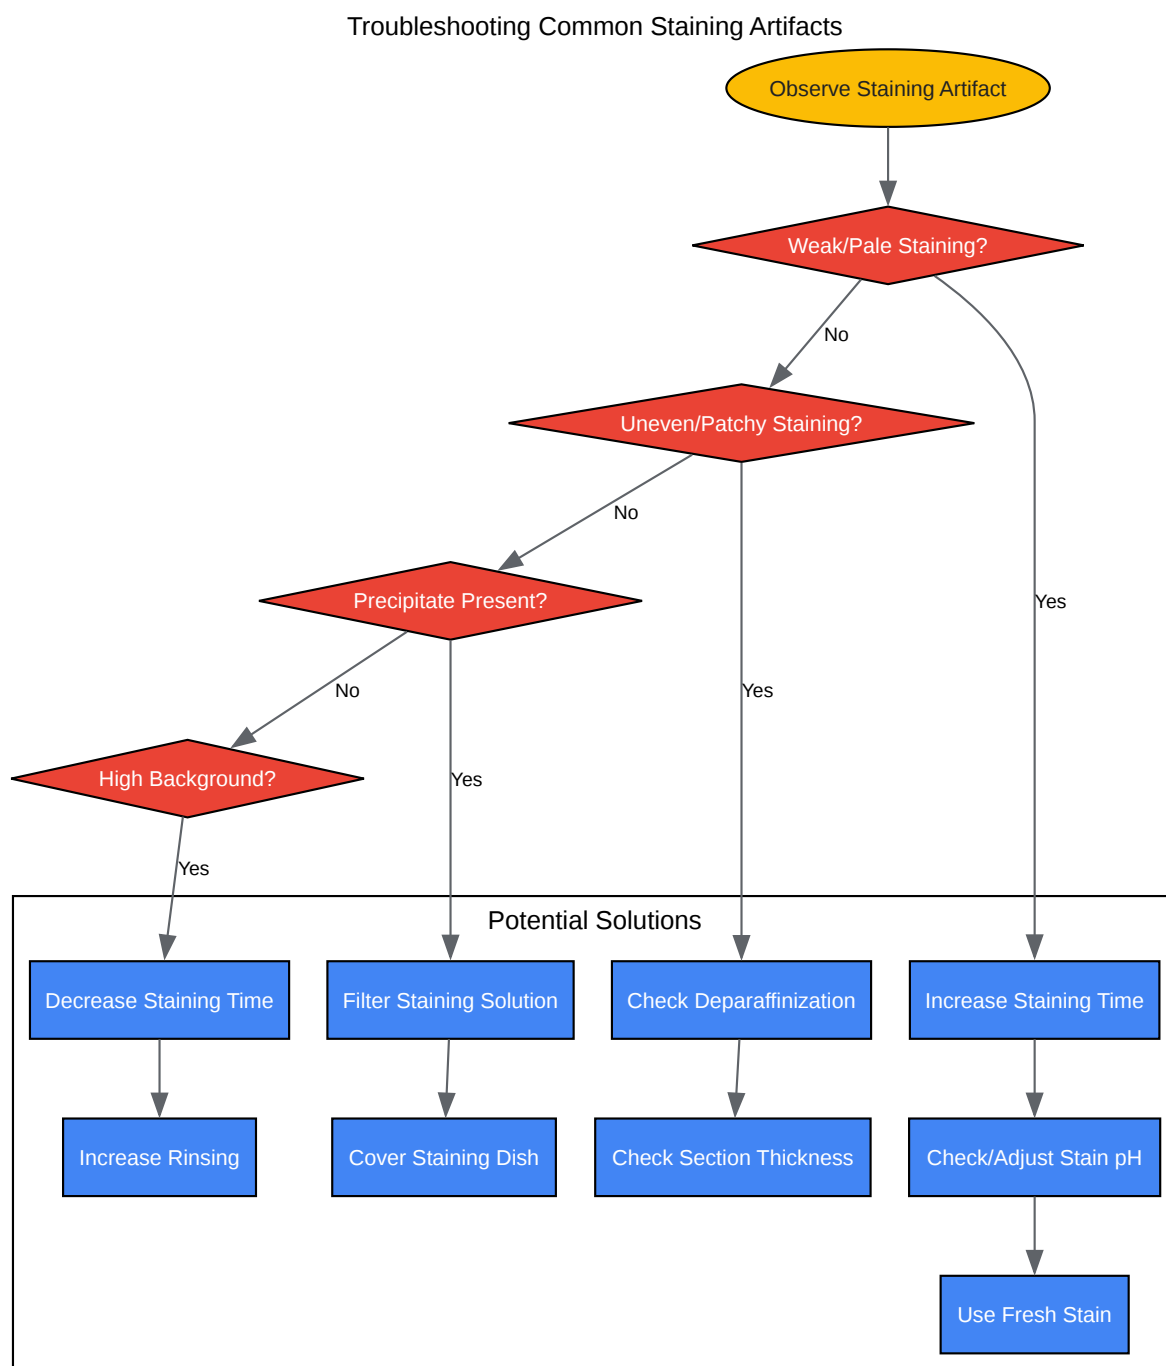 Troubleshooting Common Staining Artifacts
Observe Staining Artifact
Weak/Pale Staining?
No
Uneven/Patchy Staining?
No
Yes
Precipitate Present?
No
Yes
High Background?
Yes
Yes
Potential Solutions
Decrease Staining Time
Filter Staining Solution
Check Deparaffinization
Increase Staining Time
Increase Rinsing
Cover Staining Dish
Check Section Thickness
Check/Adjust Stain pH
Use Fresh Stain